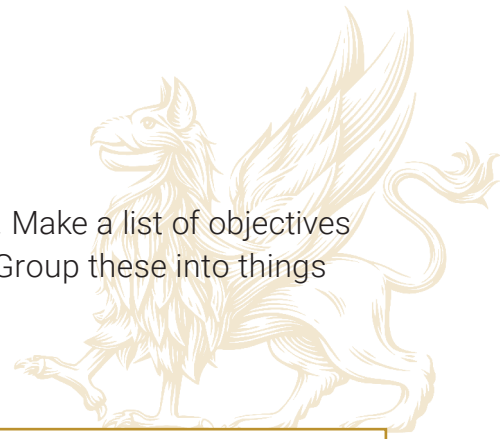 . Make a list of objectives
Group these into things